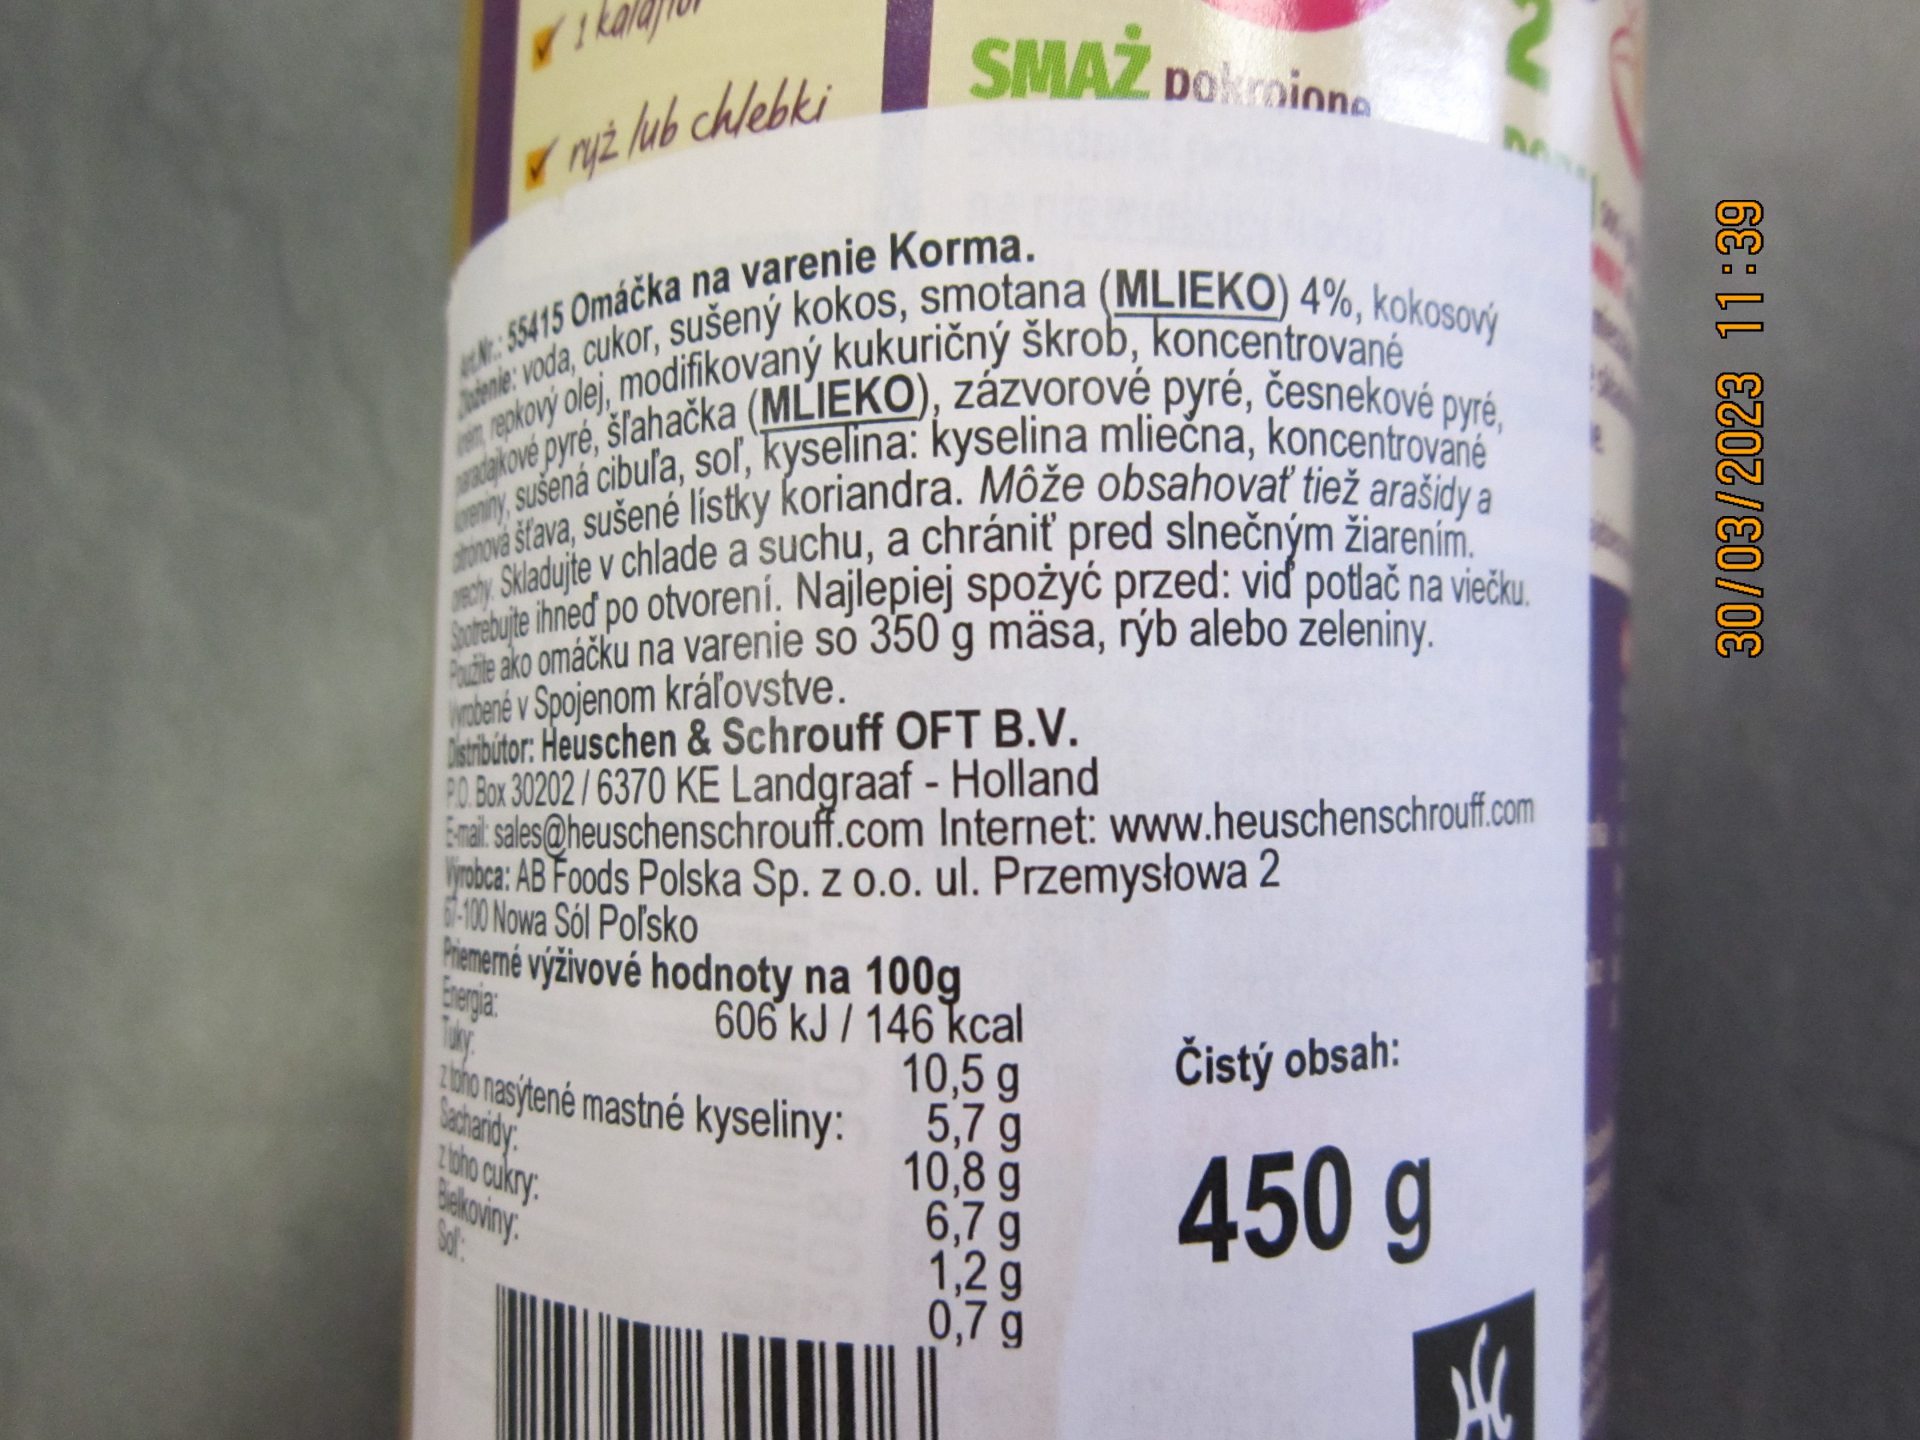 ✓ 1 kalafior
✓ ryż lub chlebki
SMAŻ pokrojone
2
Art.Nr.: 55415 Omáčka na varenie Korma.
Zloženie: voda, cukor, sušený kokos, smotana (MLIEKO) 4%, kokosový
krém, repkový olej, modifikovaný kukuričný škrob, koncentrované
paradajkové pyré, šľahačka (MLIEKO), zázvorové pyré, česnekové pyré,
koreniny, sušená cibuľa, soľ, kyselina: kyselina mliečna, koncentrované
citrónová šťava, sušené lístky koriandra. Môže obsahovať tiež arašidy a
orechy. Skladujte v chlade a suchu, a chrániť pred slnečným žiarením.
Spotrebujte ihneď po otvorení. Najlepiej spożyć przed: viď potlač na viečku.
Použite ako omáčku na varenie so 350 g mäsa, rýb alebo zeleniny.
Vyrobené v Spojenom kráľovstve.
Distribútor: Heuschen & Schrouff OFT B.V.
P.O. Box 30202 / 6370 KE Landgraaf - Holland
E-mail: sales@heuschenschrouff.com Internet: www.heuschenschrouff.com
Výrobca: AB Foods Polska Sp. z o.o. ul. Przemysłowa 2
67-100 Nowa Sól Poľsko
Priemerné výživové hodnoty na 100g
Energia: 606 kJ / 146 kcal
Tuky: 10,5 g
z toho nasýtené mastné kyseliny: 5,7 g
Sacharidy: 10,8 g
z toho cukry: 6,7 g
Bielkoviny: 1,2 g
Soľ: 0,7 g
Čistý obsah:
450 g
30/03/2023 11:39